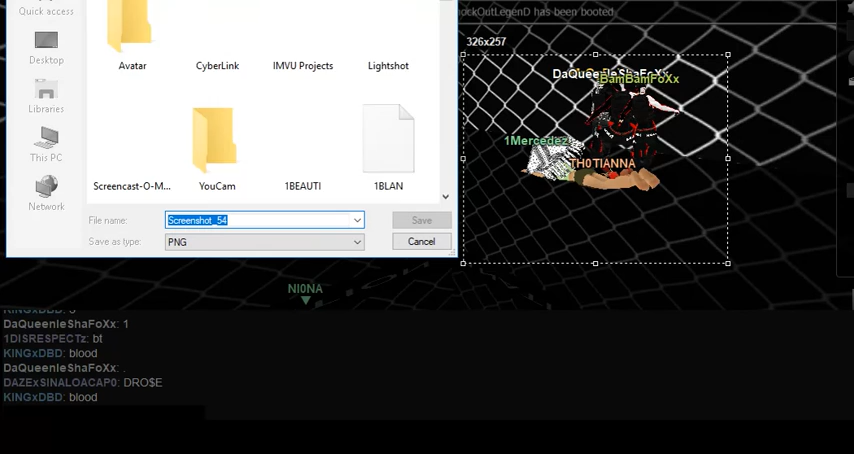 Quick access
Desktop
Libraries
This PC
Network
Avatar
CyberLink
IMVU Projects
Lightshot
Screencast-O-M...
YouCam
1BEAUTI
1BLAN
File name:
Screenshot_54
Save
Save as type:
PNG
Cancel
has been booted
326x257
BamBamFoXx
1Mercedez
TH0TIANNA
NI0NA
DaQueenIeShaFoXx: 1
1DISRESPECTz: bt
KINGxDBD: blood
DaQueenIeShaFoXx: .
DAZExSINALOACAP0: DRO$E
KINGxDBD: blood